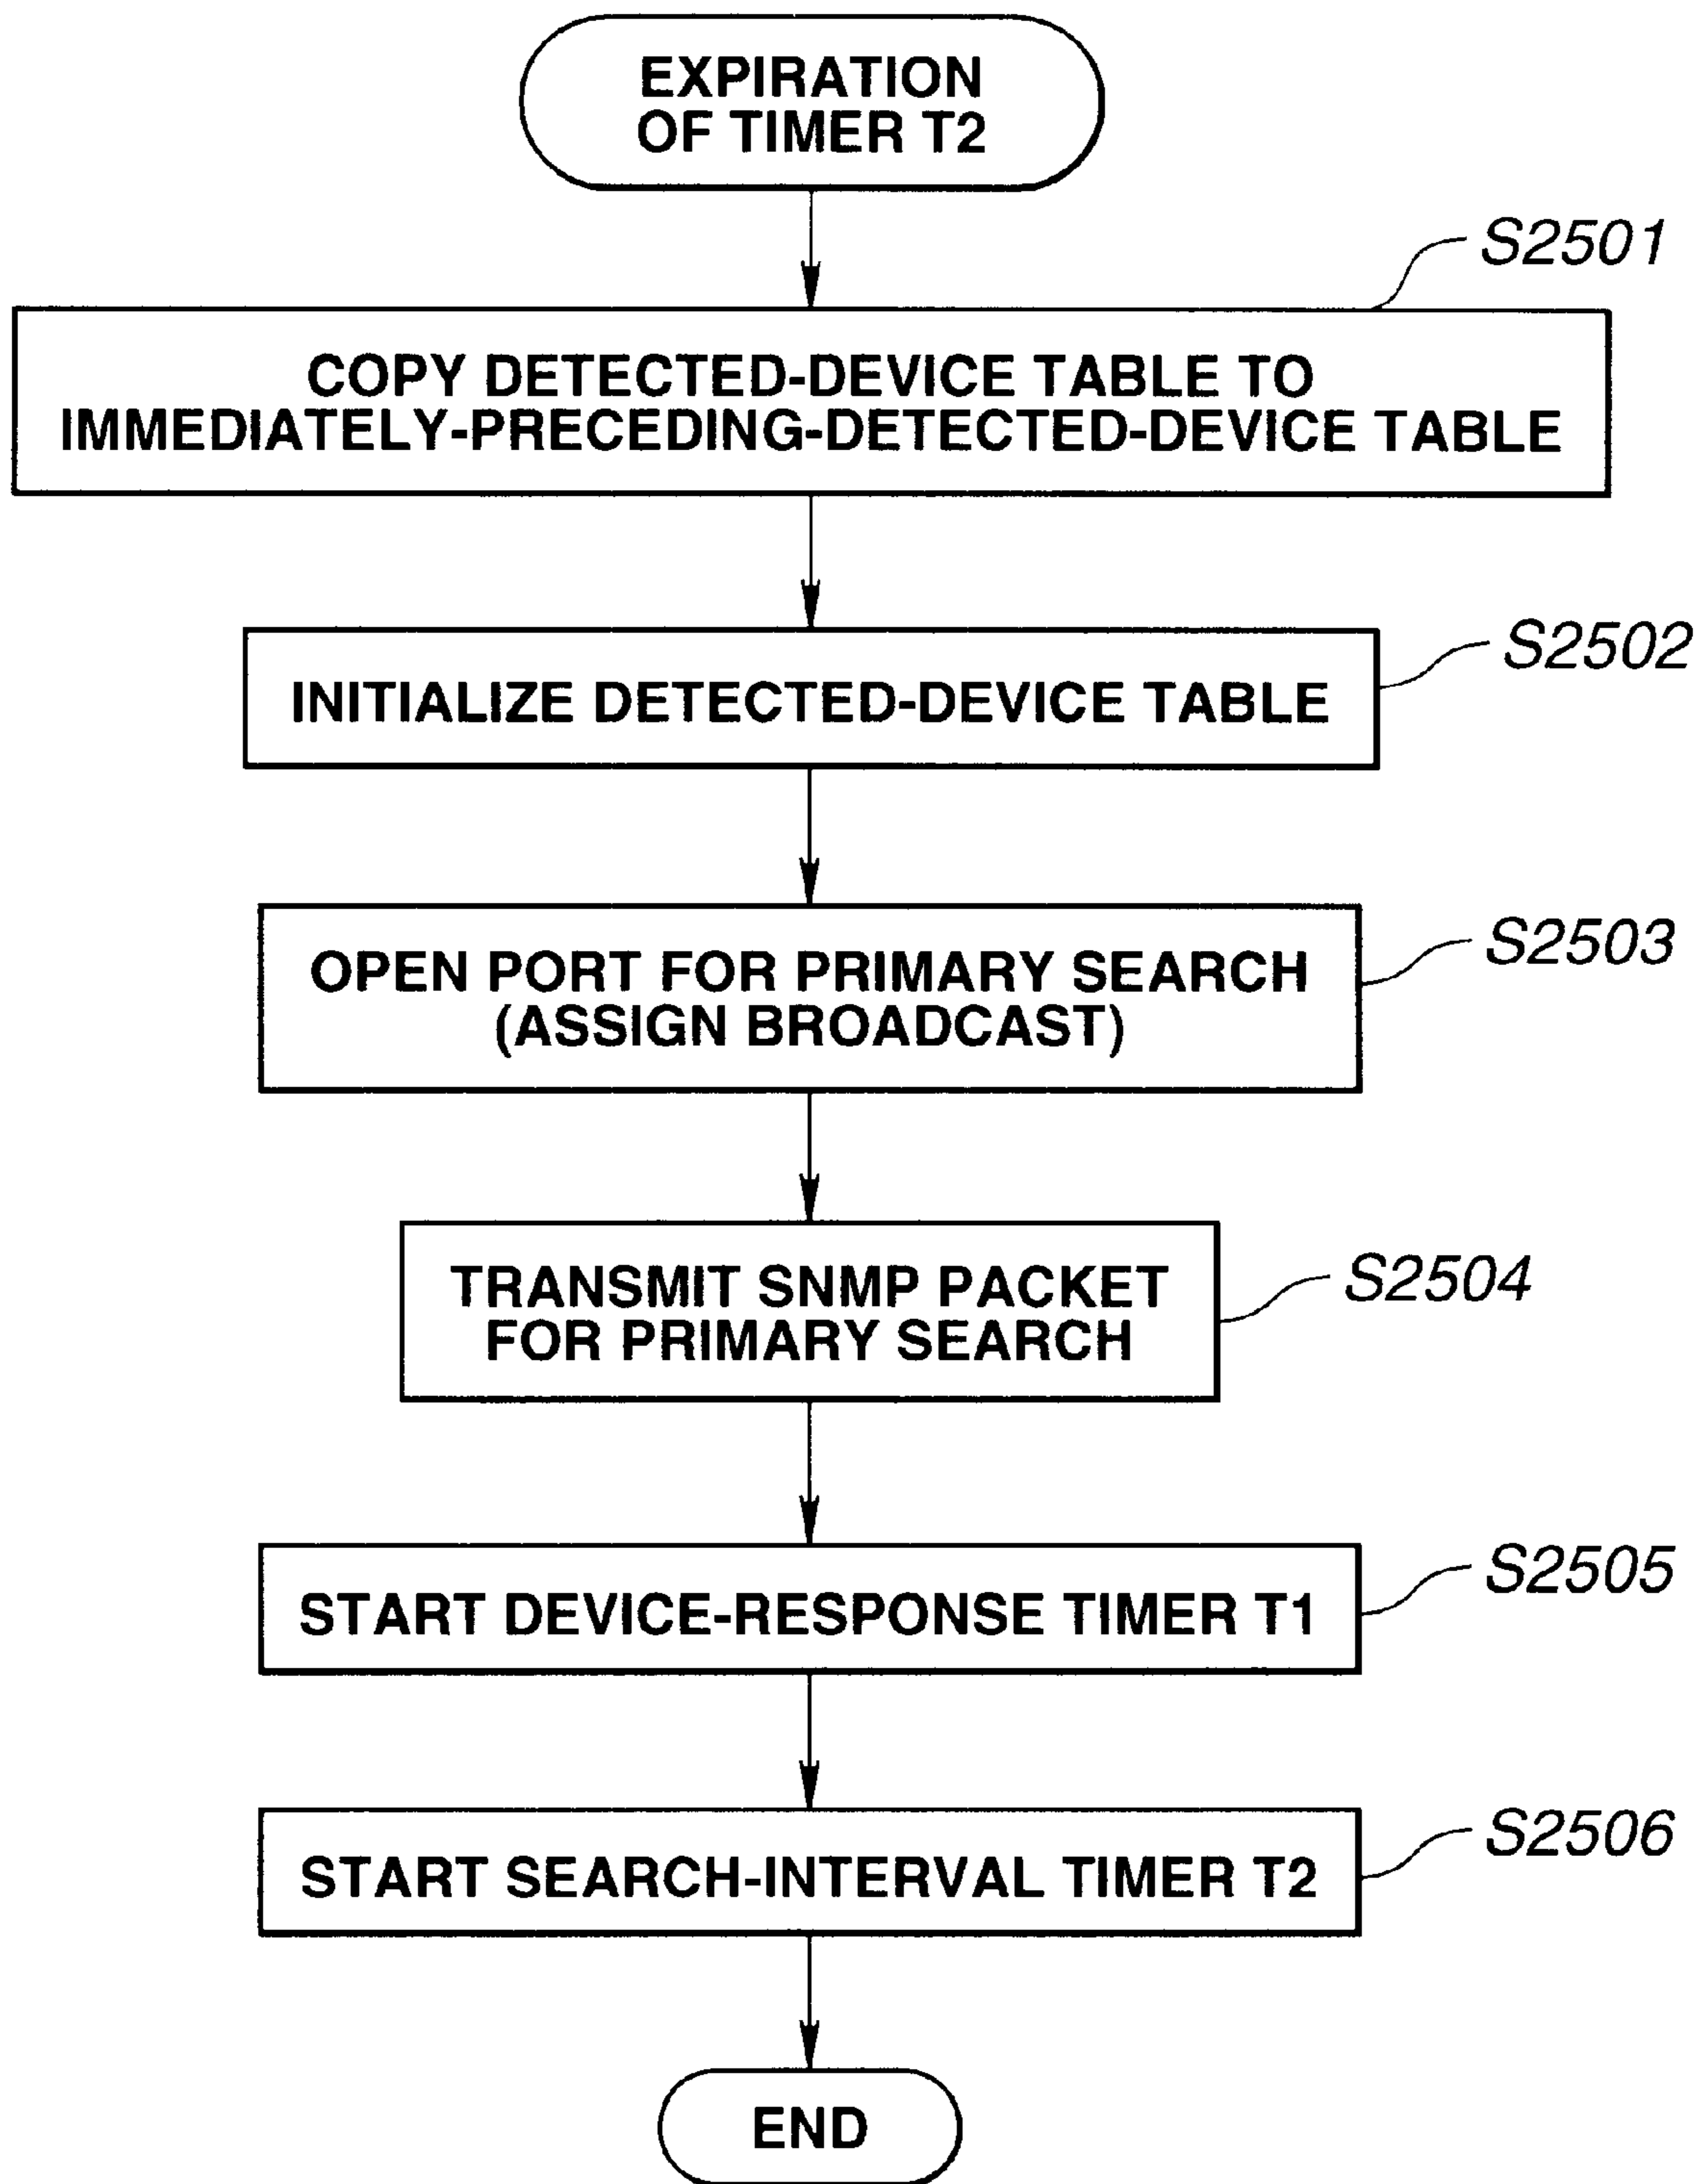 EXPIRATION
OF TIMER T2
S2501
COPY DETECTED-DEVICE TABLE TO
IMMEDIATELY-PRECEDING-DETECTED-DEVICE TABLE
S2502
INITIALIZE DETECTED-DEVICE TABLE
S2503
OPEN PORT FOR PRIMARY SEARCH
(ASSIGN BROADCAST)
S2504
TRANSMIT SNMP PACKET
FOR PRIMARY SEARCH
S2505
START DEVICE-RESPONSE TIMER T1
S2506
START SEARCH-INTERVAL TIMER T2
END